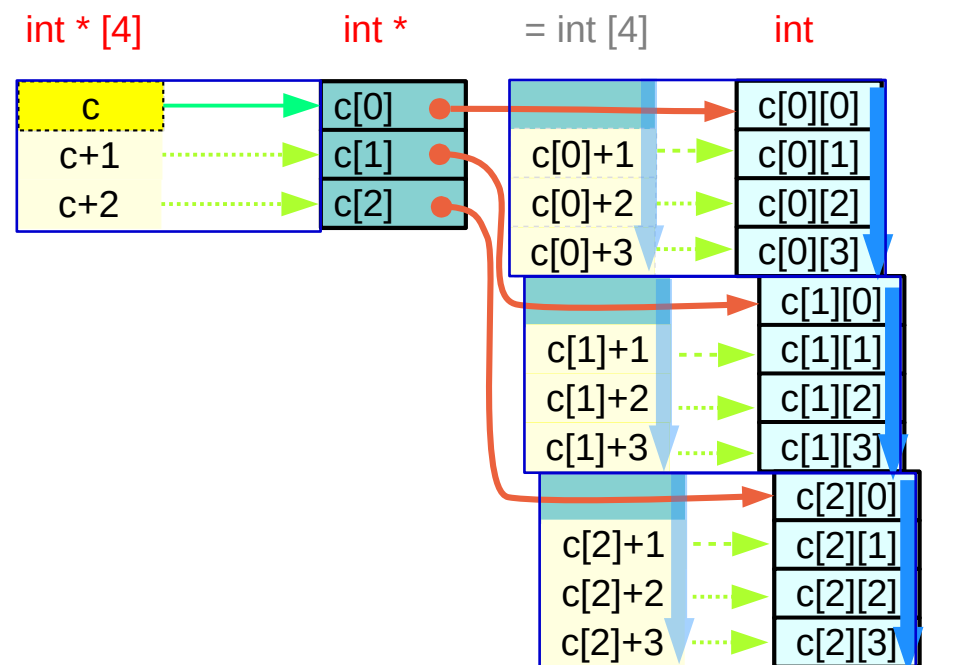 int * [4] int * = int [4] int
c c[0] c[0][0]
c+1 c[1] c[0]+1 c[0][1]
c+2 c[2] c[0]+2 c[0][2]
c[0]+3 c[0][3]
c[1][0]
c[1]+1 c[1][1]
c[1]+2 c[1][2]
c[1]+3 c[1][3]
c[2][0]
c[2]+1 c[2][1]
c[2]+2 c[2][2]
c[2]+3 c[2][3]